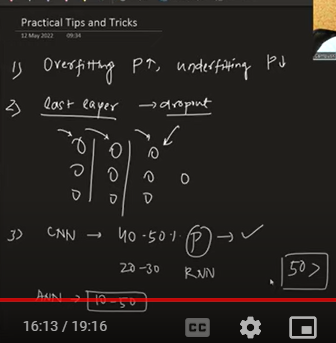 Practical Tips and Tricks
12 May 2022 09:34
1) Overfitting P↑, underfitting P↓
2) last layer → dropout
3) CNN → 40-50% P → ✓
20-30 RNN
50 >
ANN → 10-50
16:13 / 19:16
CC